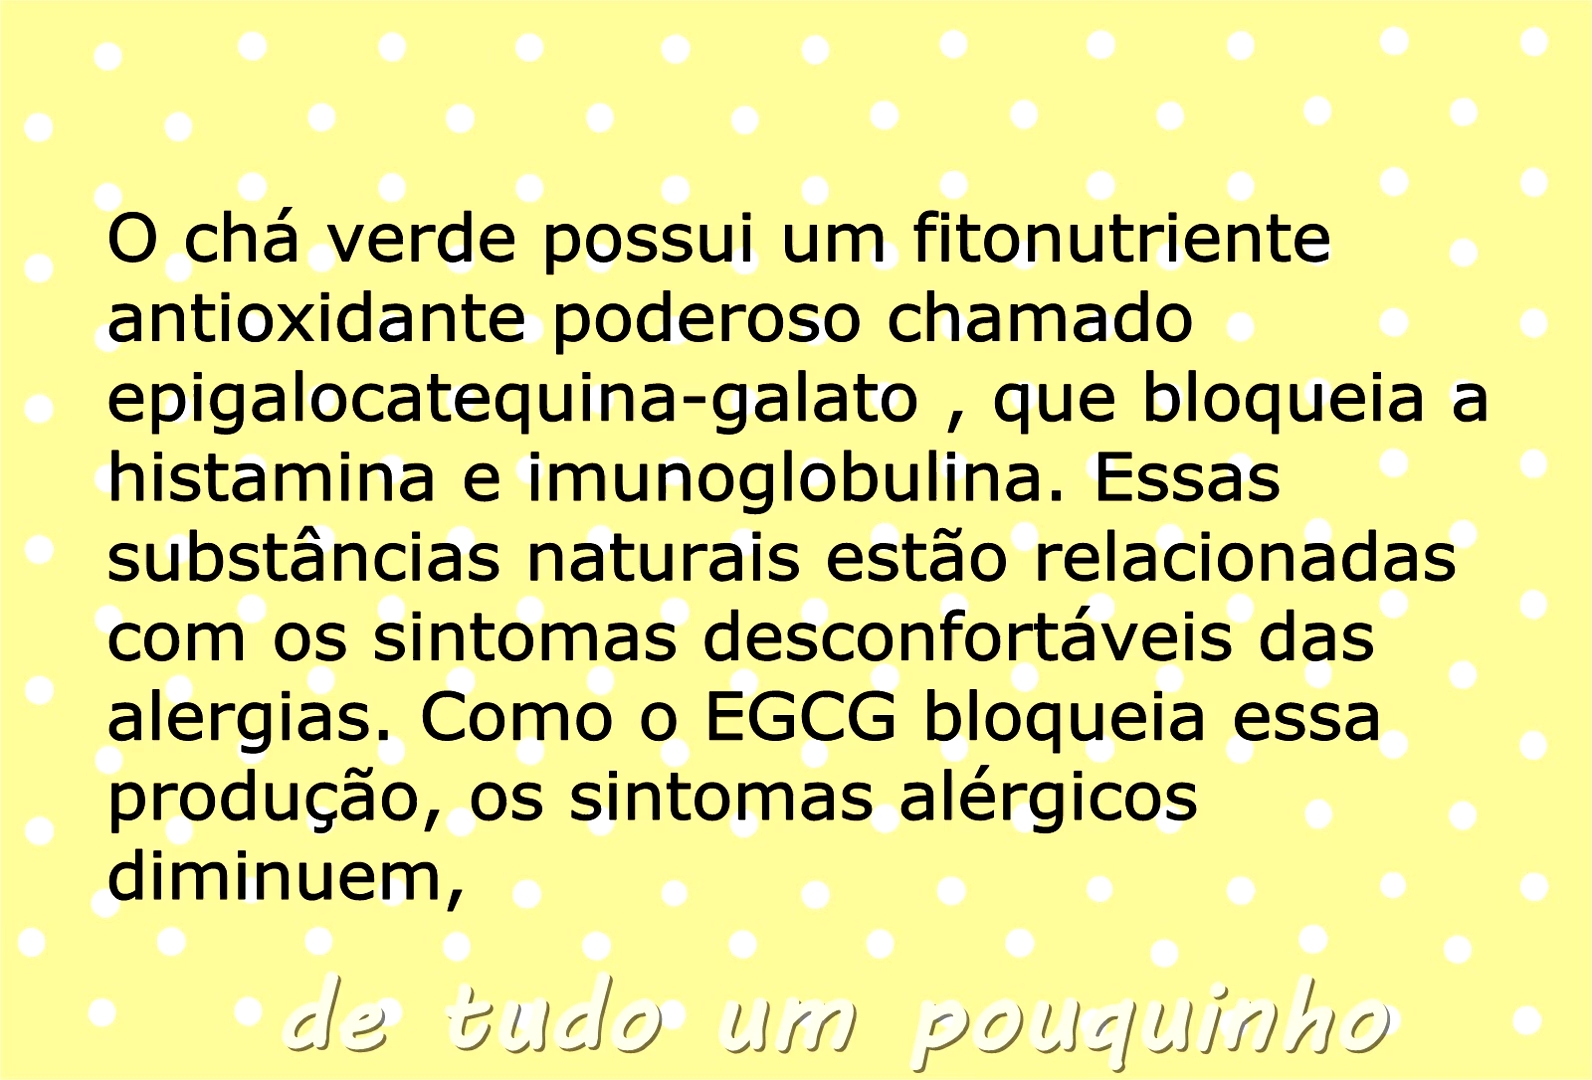 O chá verde possui um fitonutriente
antioxidante poderoso chamado
epigalocatequina-galato , que bloqueia a
histamina e imunoglobulina. Essas
substâncias naturais estão relacionadas
com os sintomas desconfortáveis das
alergias. Como o EGCG bloqueia essa
produção, os sintomas alérgicos
diminuem,
de tudo um pouquinho